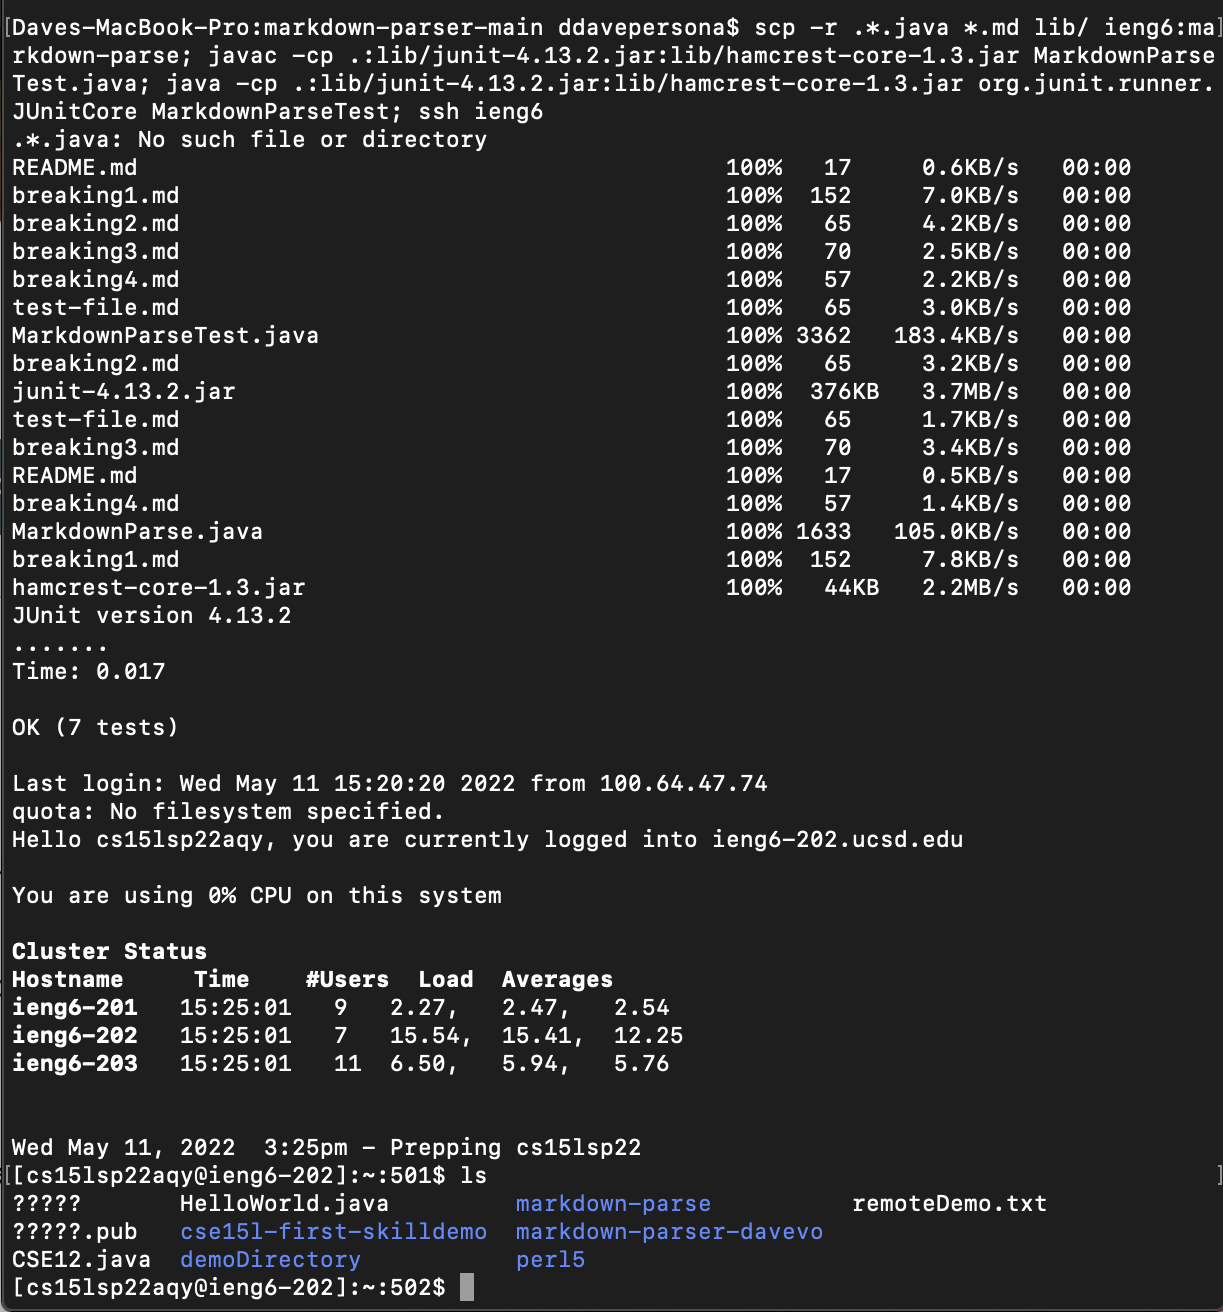 [Daves-MacBook-Pro:markdown-parser-main ddavepersona$ scp -r .*.java *.md lib/ ieng6:ma]
rkdown-parse; javac -cp .:lib/junit-4.13.2.jar:lib/hamcrest-core-1.3.jar MarkdownParse
Test.java; java -cp .:lib/junit-4.13.2.jar:lib/hamcrest-core-1.3.jar org.junit.runner.
JUnitCore MarkdownParseTest; ssh ieng6
.*.java: No such file or directory
README.md 100% 17 0.6KB/s 00:00
breaking1.md 100% 152 7.0KB/s 00:00
breaking2.md 100% 65 4.2KB/s 00:00
breaking3.md 100% 70 2.5KB/s 00:00
breaking4.md 100% 57 2.2KB/s 00:00
test-file.md 100% 65 3.0KB/s 00:00
MarkdownParseTest.java 100% 3362 183.4KB/s 00:00
breaking2.md 100% 65 3.2KB/s 00:00
junit-4.13.2.jar 100% 376KB 3.7MB/s 00:00
test-file.md 100% 65 1.7KB/s 00:00
breaking3.md 100% 70 3.4KB/s 00:00
README.md 100% 17 0.5KB/s 00:00
breaking4.md 100% 57 1.4KB/s 00:00
MarkdownParse.java 100% 1633 105.0KB/s 00:00
breaking1.md 100% 152 7.8KB/s 00:00
hamcrest-core-1.3.jar 100% 44KB 2.2MB/s 00:00
JUnit version 4.13.2
.......
Time: 0.017
OK (7 tests)
Last login: Wed May 11 15:20:20 2022 from 100.64.47.74
quota: No filesystem specified.
Hello cs15lsp22aqy, you are currently logged into ieng6-202.ucsd.edu
You are using 0% CPU on this system
Cluster Status
Hostname Time #Users Load Averages
ieng6-201 15:25:01 9 2.27, 2.47, 2.54
ieng6-202 15:25:01 7 15.54, 15.41, 12.25
ieng6-203 15:25:01 11 6.50, 5.94, 5.76
Wed May 11, 2022 3:25pm - Prepping cs15lsp22
[[cs15lsp22aqy@ieng6-202]:~:501$ ls ]
????? HelloWorld.java markdown-parse remoteDemo.txt
?????.pub cse15l-first-skilldemo markdown-parser-davevo
CSE12.java demoDirectory perl5
[cs15lsp22aqy@ieng6-202]:~:502$